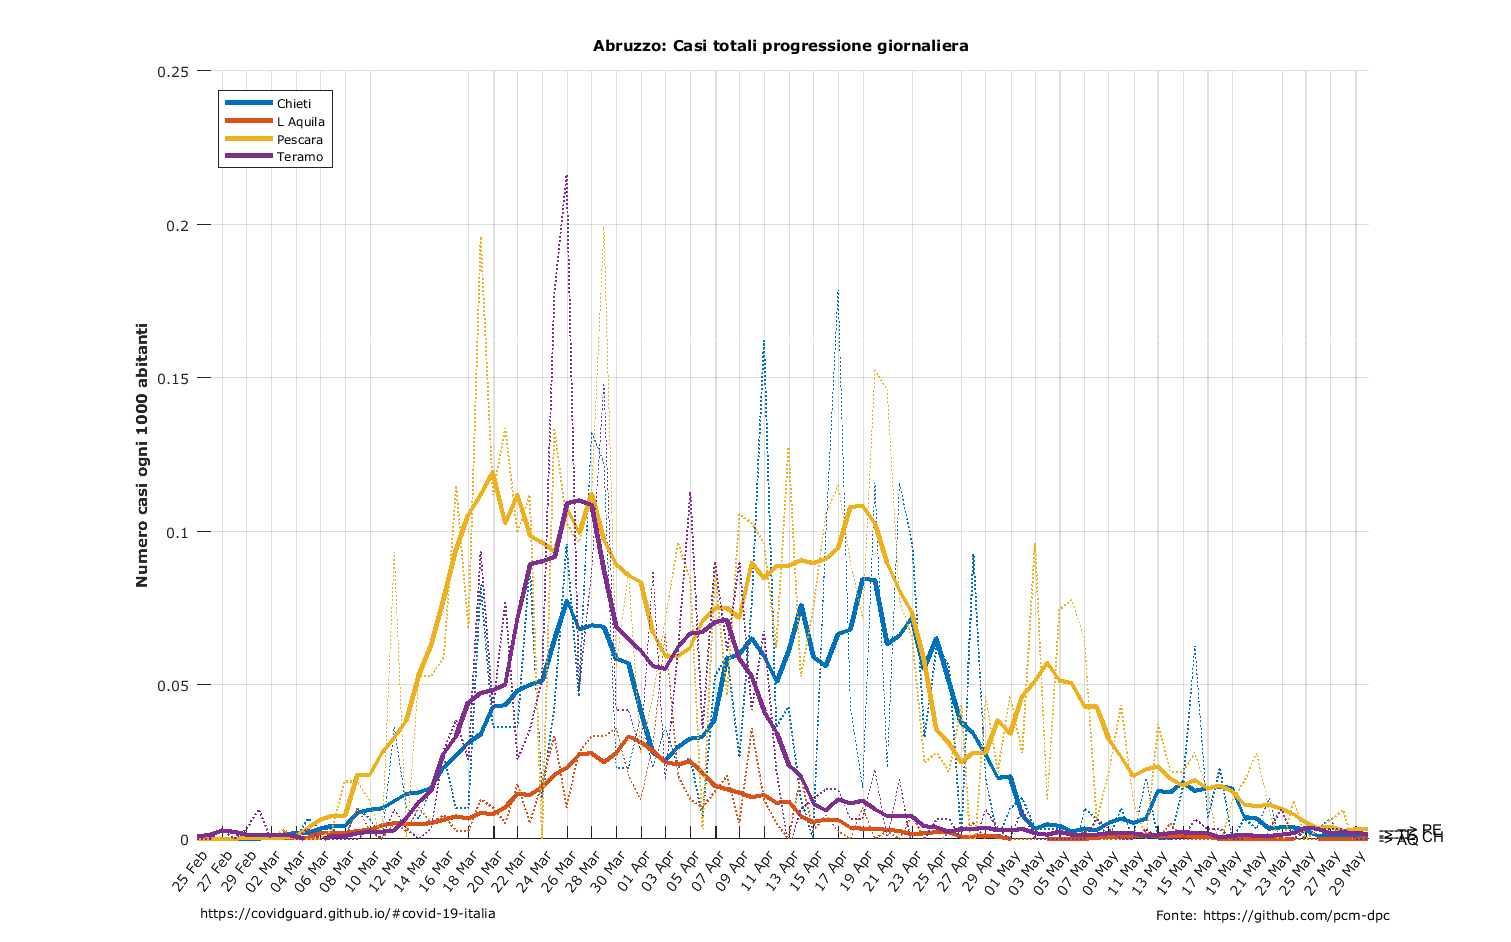 Abruzzo: Casi totali progressione giornaliera
Numero casi ogni 1000 abitanti
0.25
0.2
0.15
0.1
0.05
0
Chieti
L Aquila
Pescara
Teramo
25 Feb
27 Feb
29 Feb
02 Mar
04 Mar
06 Mar
08 Mar
10 Mar
12 Mar
14 Mar
16 Mar
18 Mar
20 Mar
22 Mar
24 Mar
26 Mar
28 Mar
30 Mar
01 Apr
03 Apr
05 Apr
07 Apr
09 Apr
11 Apr
13 Apr
15 Apr
17 Apr
19 Apr
21 Apr
23 Apr
25 Apr
27 Apr
29 Apr
01 May
03 May
05 May
07 May
09 May
11 May
13 May
15 May
17 May
19 May
21 May
23 May
25 May
27 May
29 May
PE
TE
CH
AQ
https://covidguard.github.io/#covid-19-italia
Fonte: https://github.com/pcm-dpc